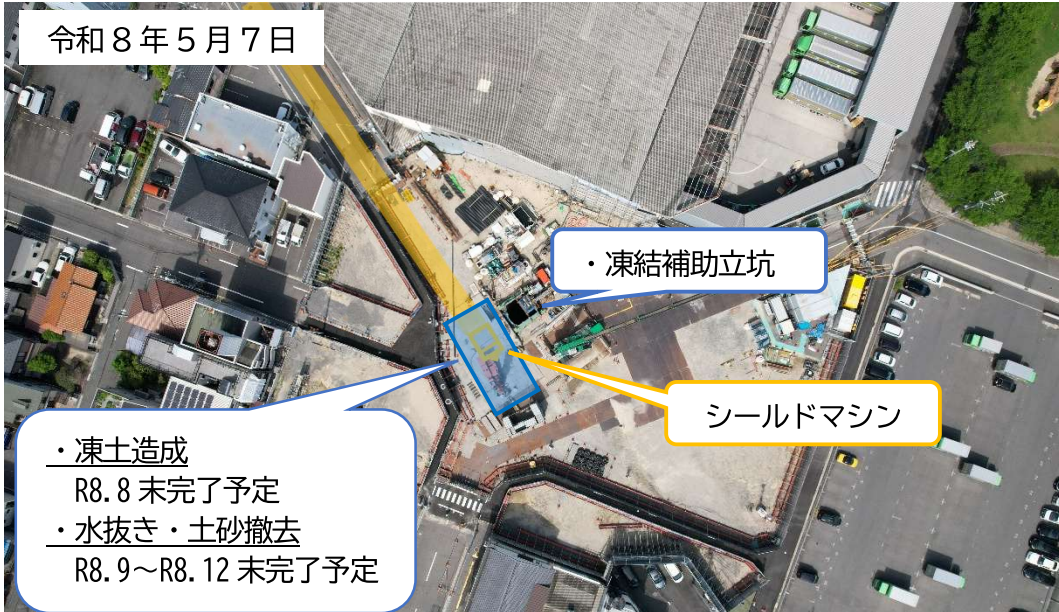 令和８年５月７日
・凍結補助立坑
シールドマシン
・凍土造成
R8.8 末完了予定
・水抜き・土砂撤去
R8.9～R8.12 末完了予定